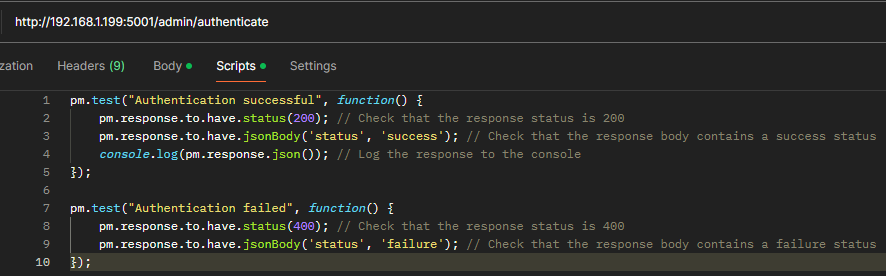 http://192.168.1.199:5001/admin/authenticate
zation Headers (9) Body Scripts Settings
1 pm.test("Authentication successful", function() {
2 pm.response.to.have.status(200); // Check that the response status is 200
3 pm.response.to.have.jsonBody('status', 'success'); // Check that the response body contains a success status
4 console.log(pm.response.json()); // Log the response to the console
5 });
6
7 pm.test("Authentication failed", function() {
8 pm.response.to.have.status(400); // Check that the response status is 400
9 pm.response.to.have.jsonBody('status', 'failure'); // Check that the response body contains a failure status
10 });